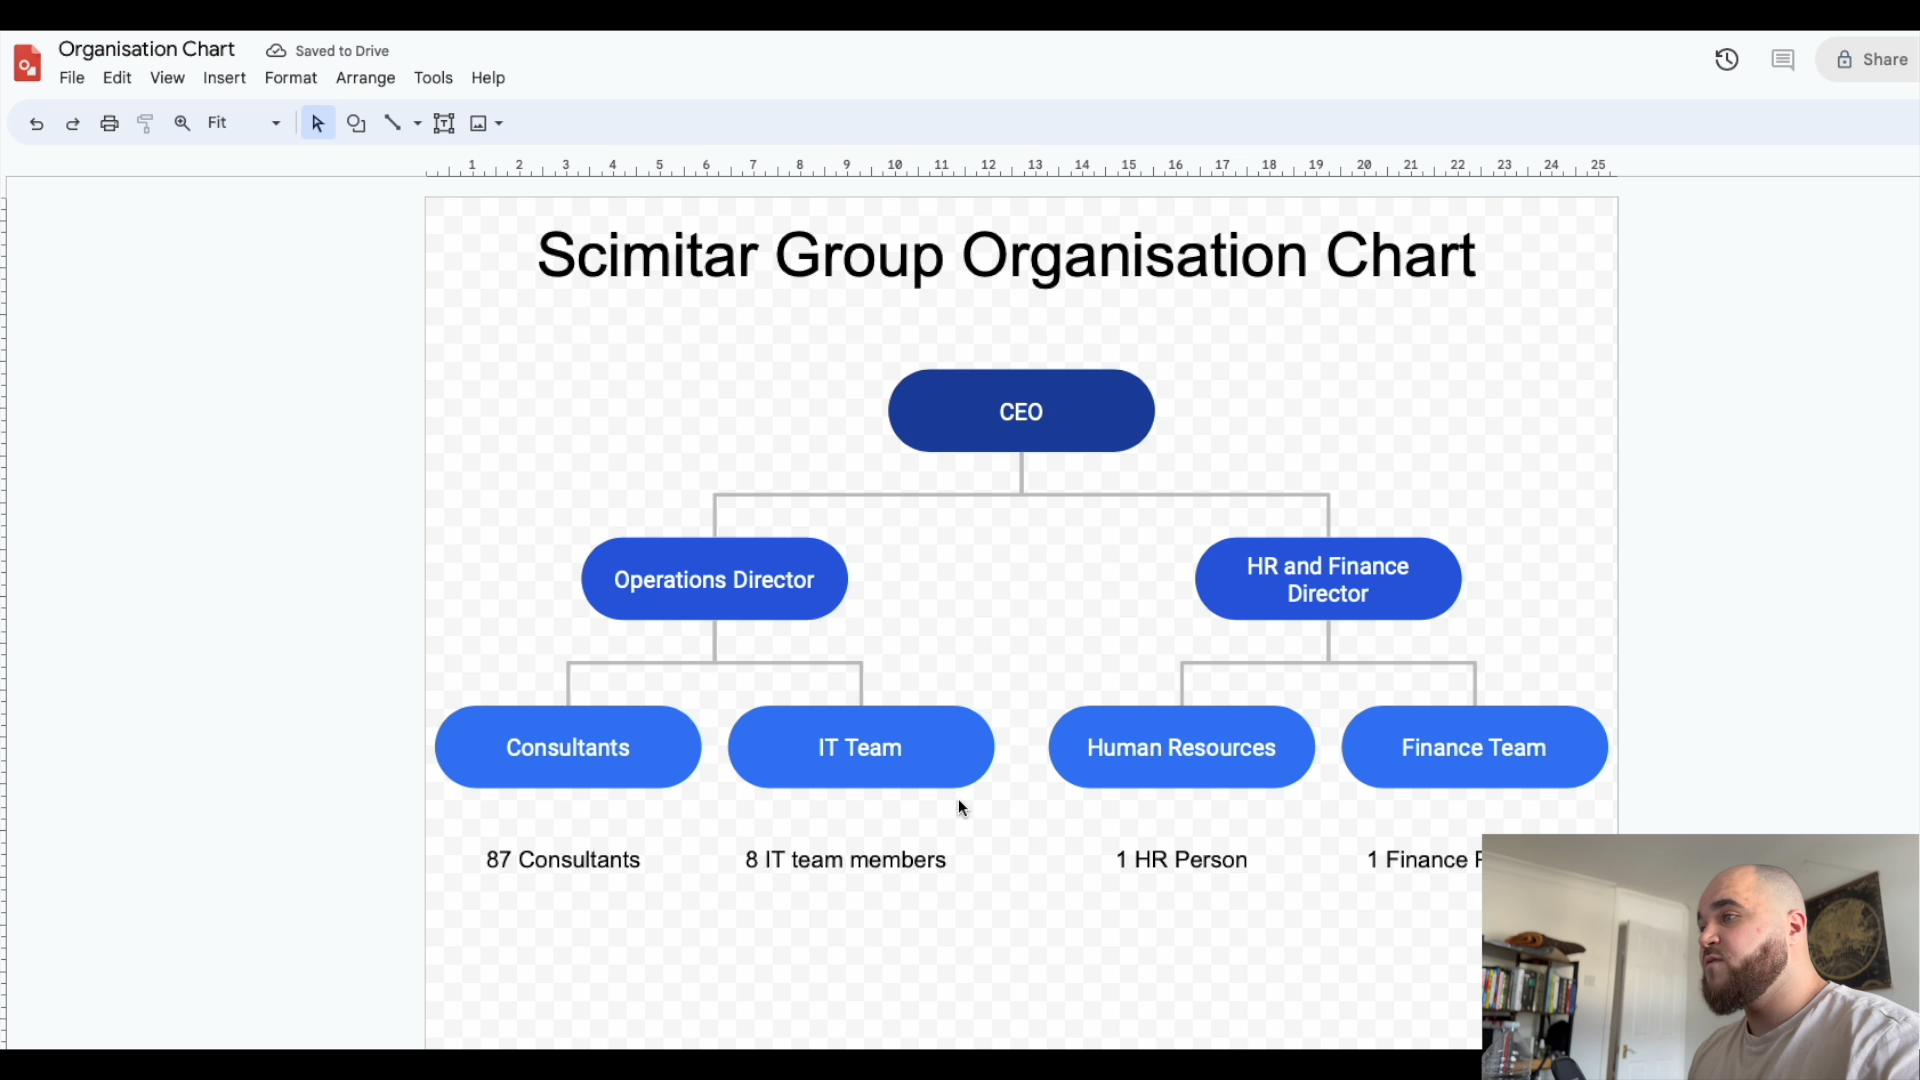 Organisation Chart
Saved to Drive
File Edit View Insert Format Arrange Tools Help
Share
Fit
1 2 3 4 5 6 7 8 9 10 11 12 13 14 15 16 17 18 19 20 21 22 23 24 25
Scimitar Group Organisation Chart
CEO
Operations Director
HR and Finance
Director
Consultants
IT Team
Human Resources
Finance Team
87 Consultants
8 IT team members
1 HR Person
1 Finance